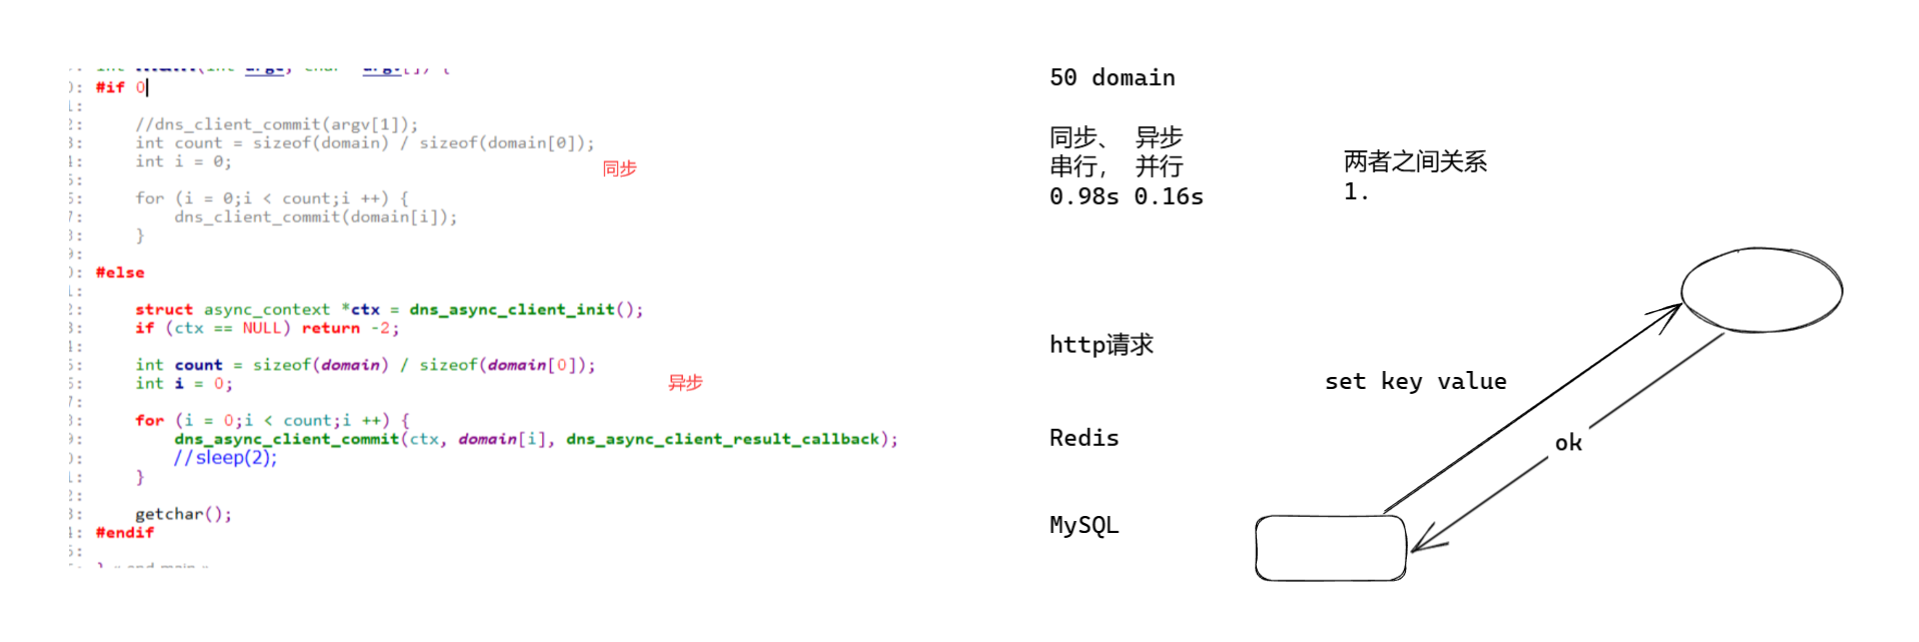 #if 0
//dns_client_commit(argv[1]);
int count = sizeof(domain) / sizeof(domain[0]);
int i = 0;
同步
for (i = 0;i < count;i ++) {
dns_client_commit(domain[i]);
}
#else
struct async_context *ctx = dns_async_client_init();
if (ctx == NULL) return -2;
int count = sizeof(domain) / sizeof(domain[0]);
int i = 0;
异步
for (i = 0;i < count;i ++) {
dns_async_client_commit(ctx, domain[i], dns_async_client_result_callback);
//sleep(2);
}
getchar();
#endif
50 domain
同步、 异步
串行, 并行
0.98s 0.16s
两者之间关系
1.
http请求
Redis
MySQL
set key value
ok